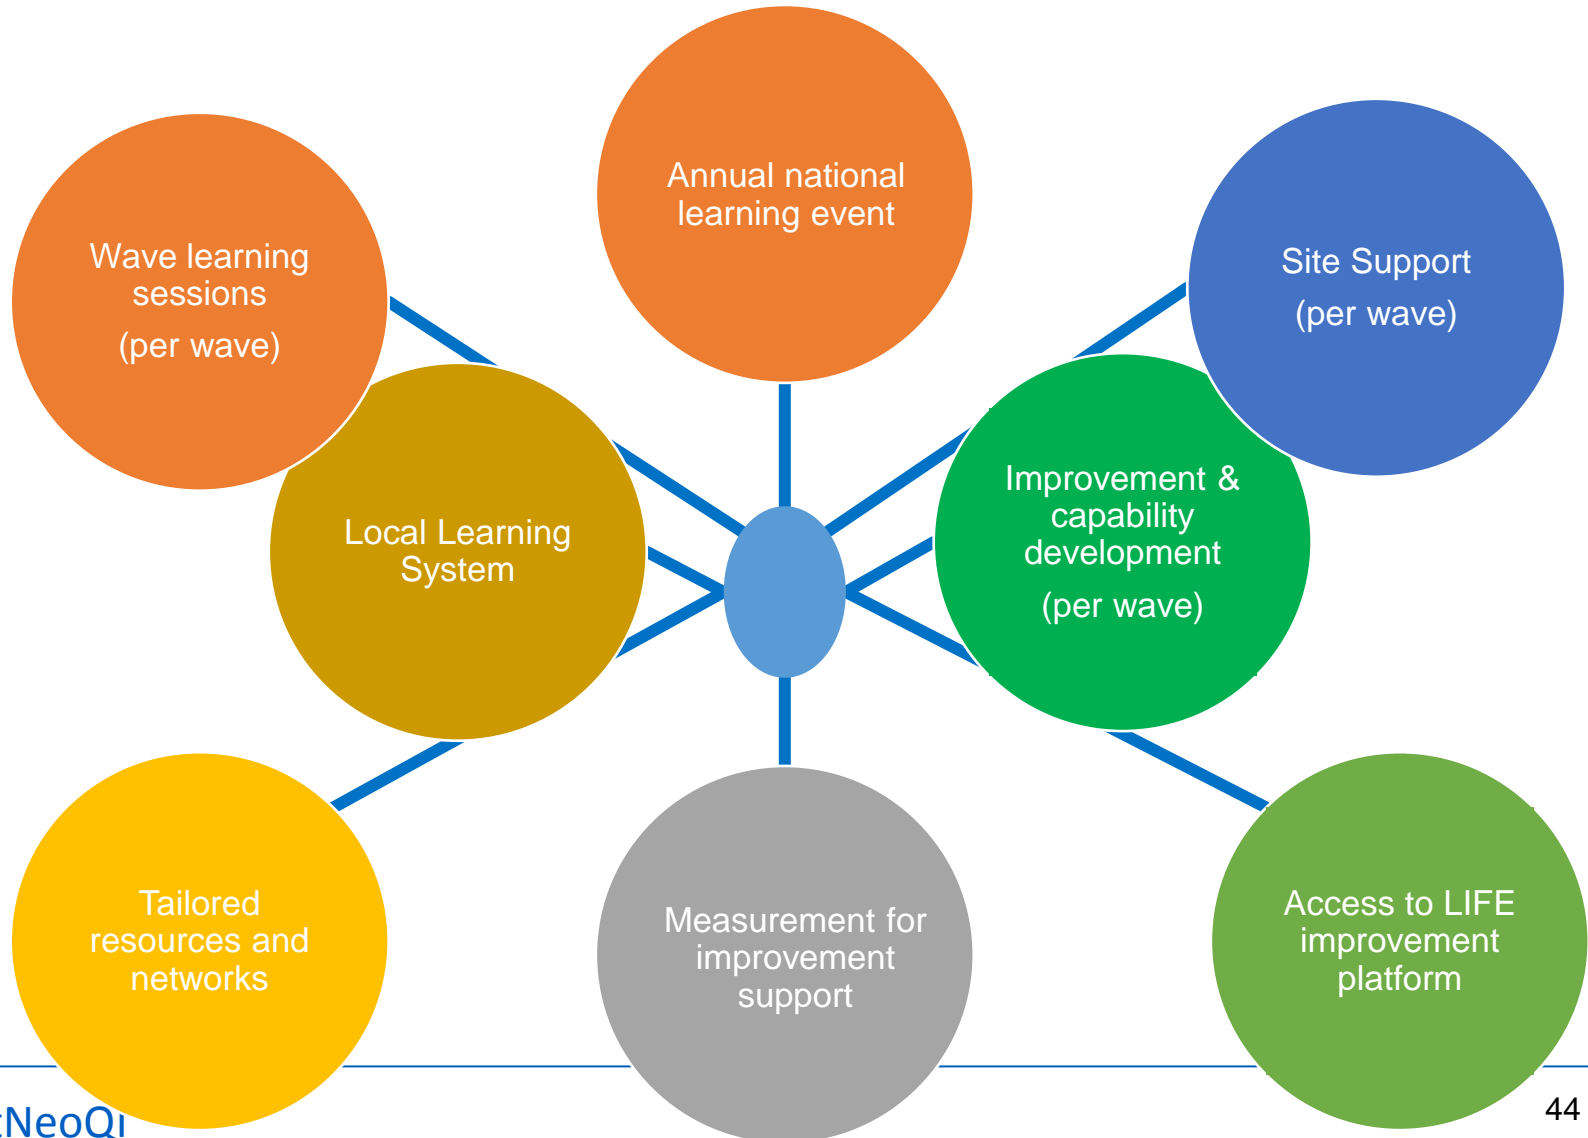 Annual national
learning event
Wave learning
sessions
(per wave)
Site Support
(per wave)
Local Learning
System
Improvement &
capability
development
(per wave)
Tailored
resources and
networks
Measurement for
improvement
support
Access to LIFE
improvement
platform
NeoQI
44